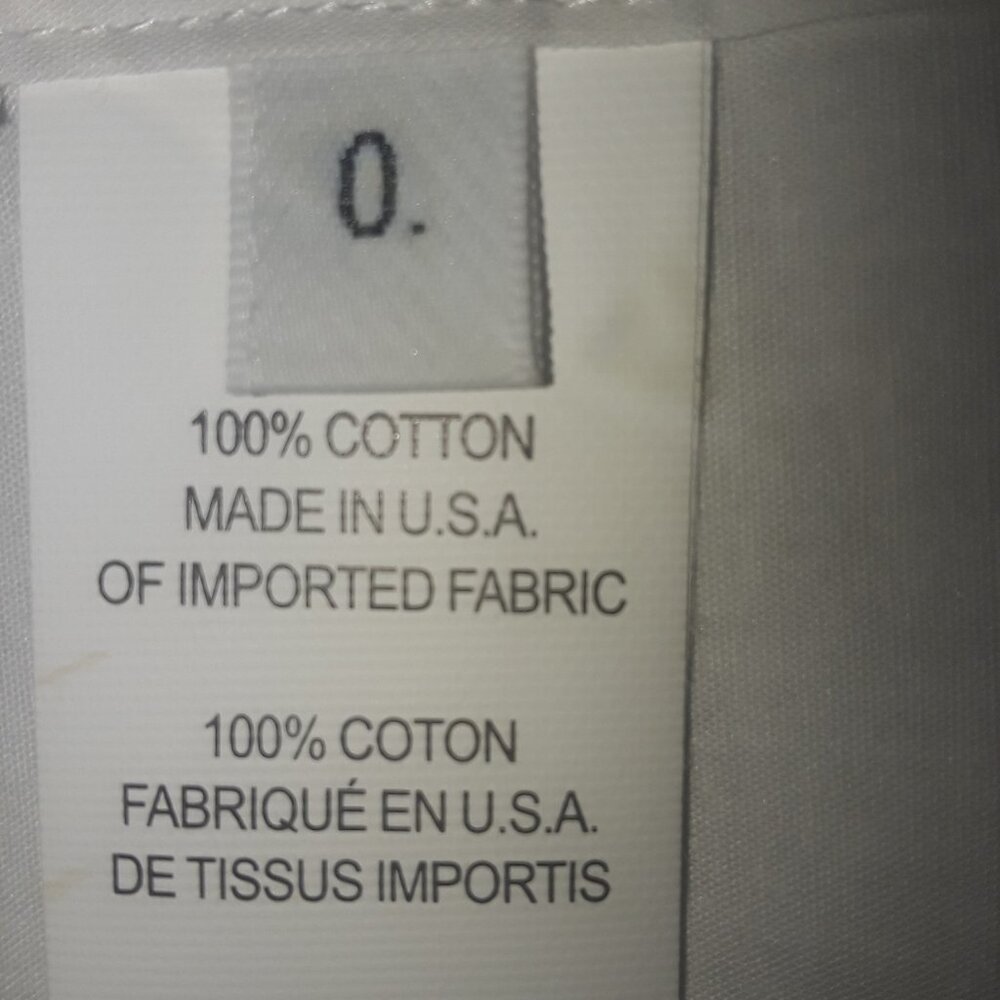 0.
100% COTTON
MADE IN U.S.A.
OF IMPORTED FABRIC
100% COTON
FABRIQUÉ EN U.S.A.
DE TISSUS IMPORTIS